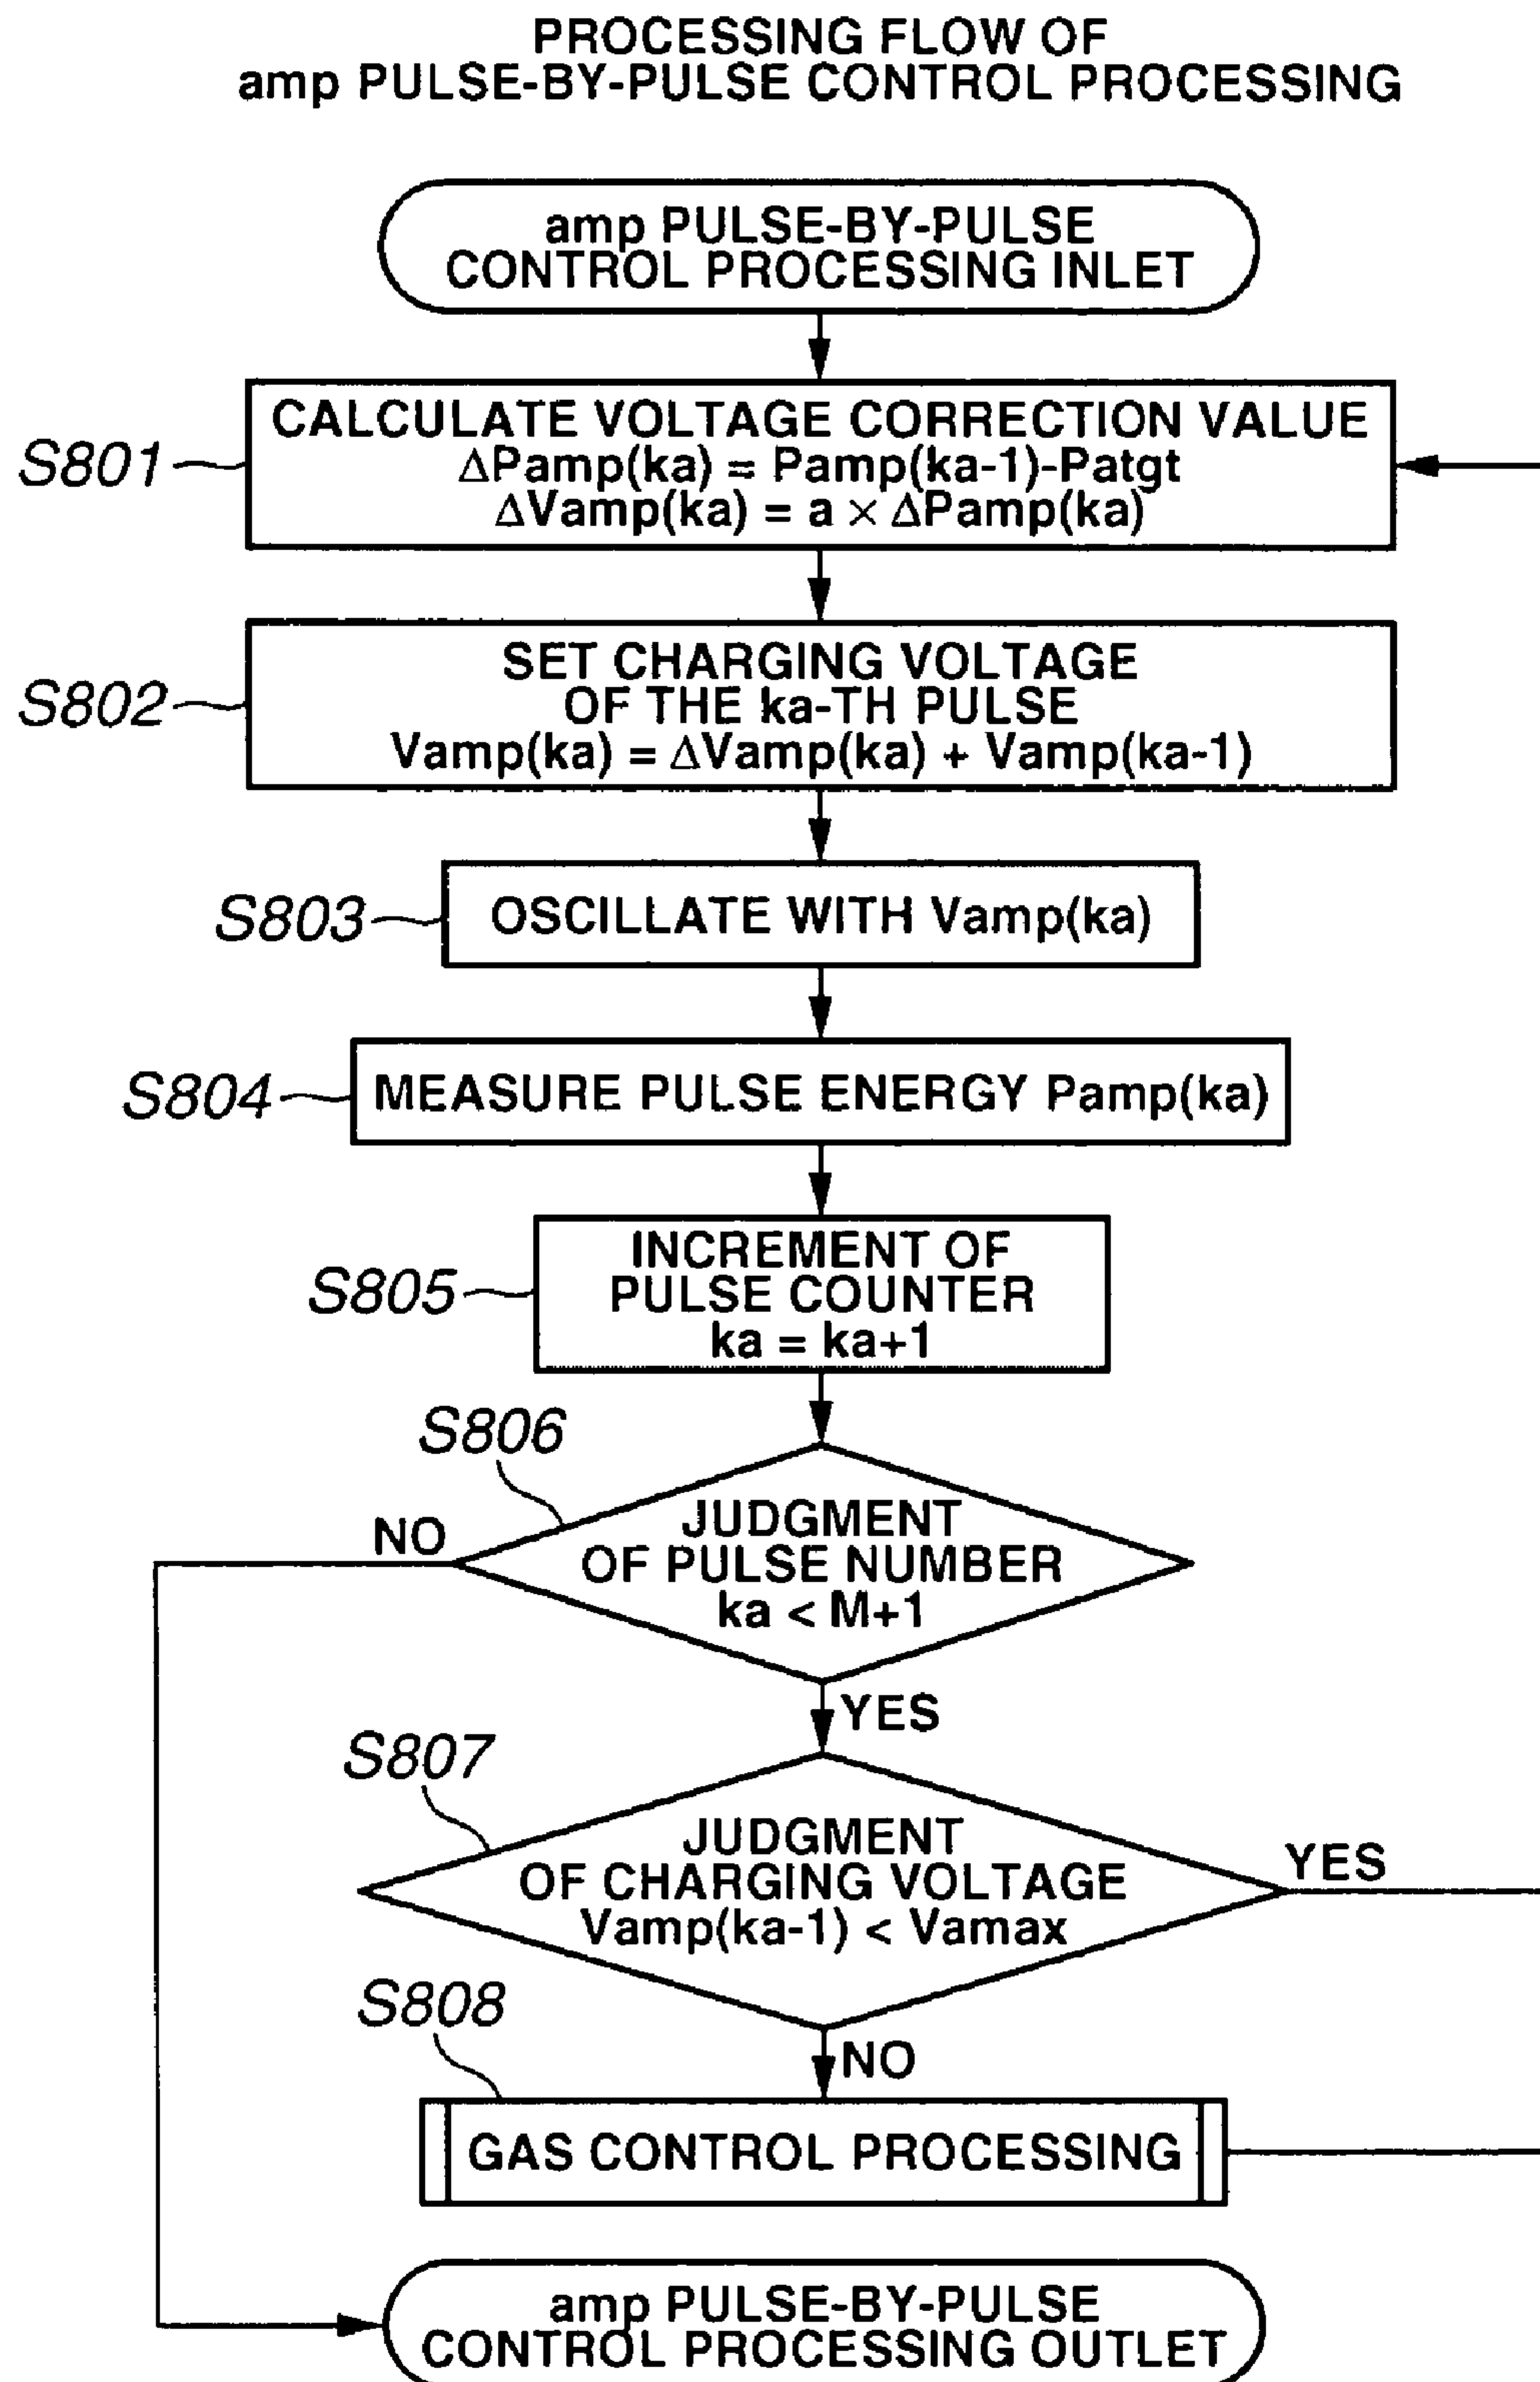 PROCESSING FLOW OF
amp PULSE-BY-PULSE CONTROL PROCESSING
amp PULSE-BY-PULSE
CONTROL PROCESSING INLET
S801
CALCULATE VOLTAGE CORRECTION VALUE
ΔPamp(ka) = Pamp(ka-1)-Patgt
ΔVamp(ka) = a × ΔPamp(ka)
S802
SET CHARGING VOLTAGE
OF THE ka-TH PULSE
Vamp(ka) = ΔVamp(ka) + Vamp(ka-1)
S803
OSCILLATE WITH Vamp(ka)
S804
MEASURE PULSE ENERGY Pamp(ka)
S805
INCREMENT OF
PULSE COUNTER
ka = ka+1
S806
NO
JUDGMENT
OF PULSE NUMBER
ka < M+1
YES
S807
JUDGMENT
OF CHARGING VOLTAGE
Vamp(ka-1) < Vamax
YES
S808
NO
GAS CONTROL PROCESSING
amp PULSE-BY-PULSE
CONTROL PROCESSING OUTLET